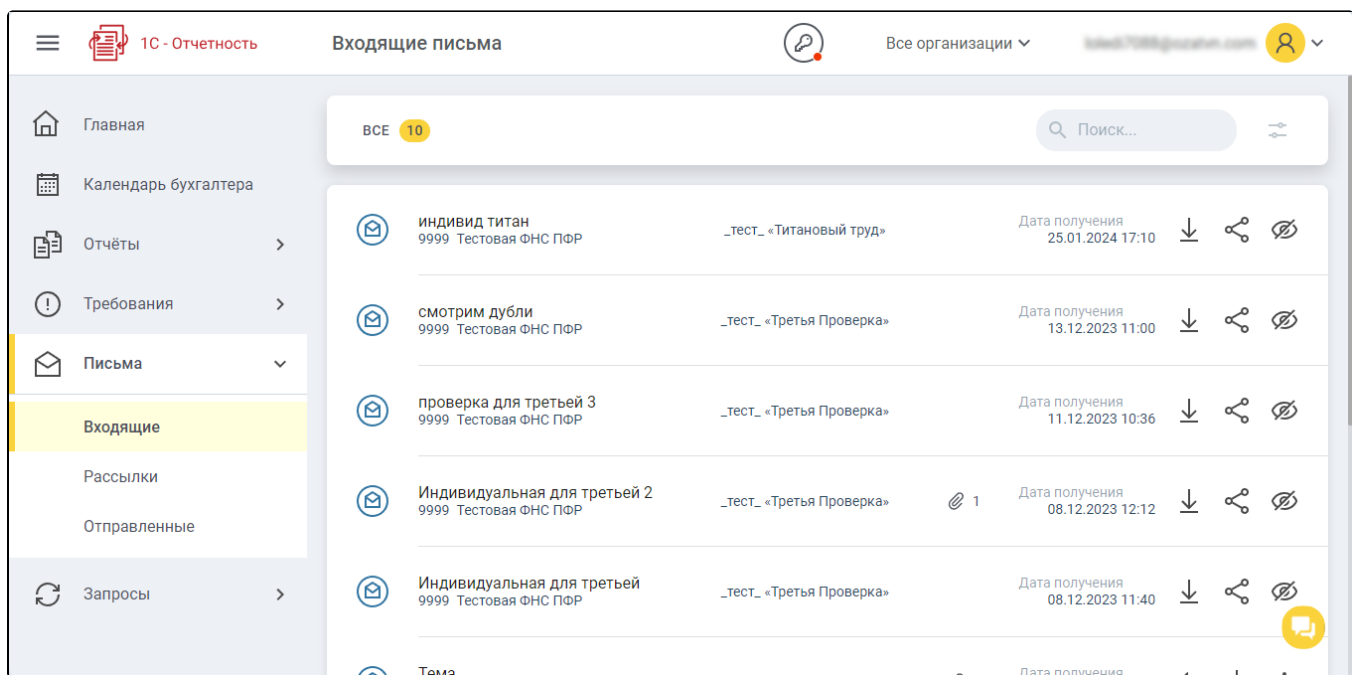 1С - Отчетность
Входящие письма
Все организации
Главная
Календарь бухгалтера
Отчёты
Требования
Письма
Входящие
Рассылки
Отправленные
Запросы
ВСЕ 10
Поиск...
индивид титан
9999 Тестовая ФНС ПФР
_тест_ «Титановый труд»
Дата получения
25.01.2024 17:10
смотрим дубли
9999 Тестовая ФНС ПФР
_тест_ «Третья Проверка»
Дата получения
13.12.2023 11:00
проверка для третьей 3
9999 Тестовая ФНС ПФР
_тест_ «Третья Проверка»
Дата получения
11.12.2023 10:36
Индивидуальная для третьей 2
9999 Тестовая ФНС ПФР
_тест_ «Третья Проверка»
1
Дата получения
08.12.2023 12:12
Индивидуальная для третьей
9999 Тестовая ФНС ПФР
_тест_ «Третья Проверка»
Дата получения
08.12.2023 11:40
Тема
Дата получения